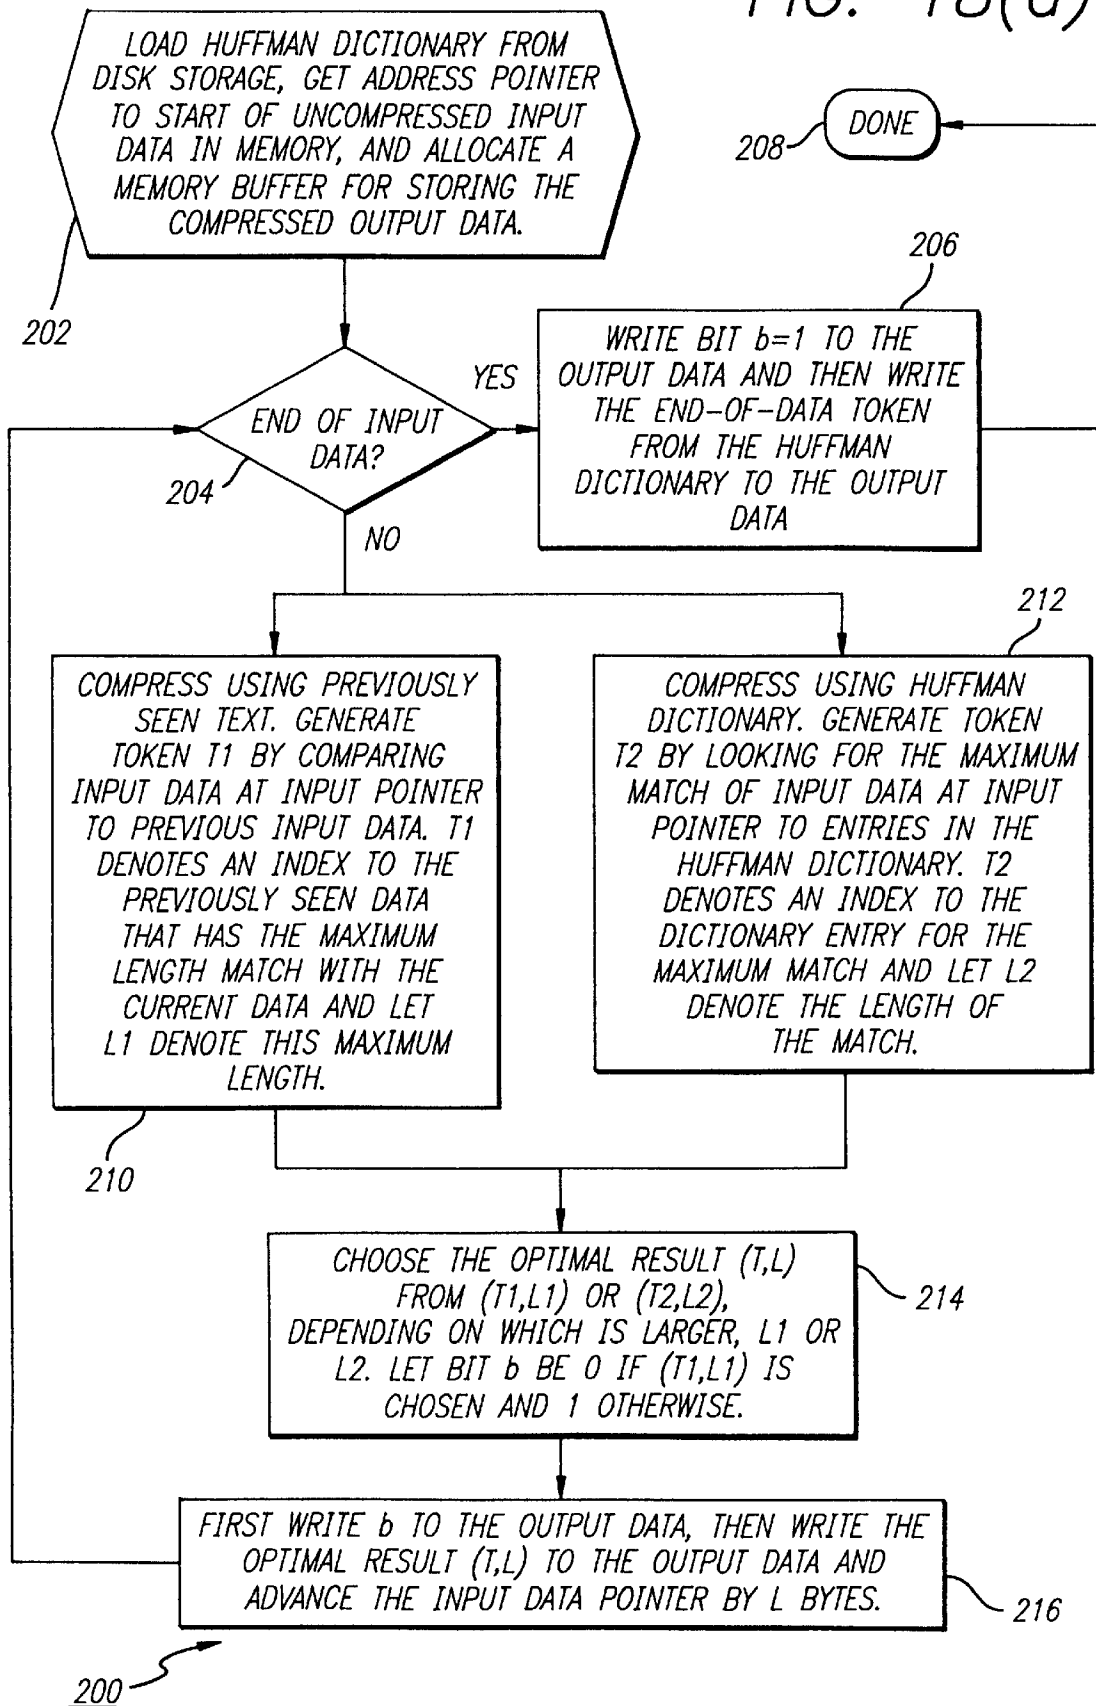 FIG. 18(a)
LOAD HUFFMAN DICTIONARY FROM
DISK STORAGE, GET ADDRESS POINTER
TO START OF UNCOMPRESSED INPUT
DATA IN MEMORY, AND ALLOCATE A
MEMORY BUFFER FOR STORING THE
COMPRESSED OUTPUT DATA.
202
DONE
208
END OF INPUT
DATA?
204
YES
NO
206
WRITE BIT b=1 TO THE
OUTPUT DATA AND THEN WRITE
THE END-OF-DATA TOKEN
FROM THE HUFFMAN
DICTIONARY TO THE OUTPUT
DATA
COMPRESS USING PREVIOUSLY
SEEN TEXT. GENERATE
TOKEN T1 BY COMPARING
INPUT DATA AT INPUT POINTER
TO PREVIOUS INPUT DATA. T1
DENOTES AN INDEX TO THE
PREVIOUSLY SEEN DATA
THAT HAS THE MAXIMUM
LENGTH MATCH WITH THE
CURRENT DATA AND LET
L1 DENOTE THIS MAXIMUM
LENGTH.
210
212
COMPRESS USING HUFFMAN
DICTIONARY. GENERATE TOKEN
T2 BY LOOKING FOR THE MAXIMUM
MATCH OF INPUT DATA AT INPUT
POINTER TO ENTRIES IN THE
HUFFMAN DICTIONARY. T2
DENOTES AN INDEX TO THE
DICTIONARY ENTRY FOR THE
MAXIMUM MATCH AND LET L2
DENOTE THE LENGTH OF
THE MATCH.
CHOOSE THE OPTIMAL RESULT (T,L)
FROM (T1,L1) OR (T2,L2),
DEPENDING ON WHICH IS LARGER, L1 OR
L2. LET BIT b BE 0 IF (T1,L1) IS
CHOSEN AND 1 OTHERWISE.
214
FIRST WRITE b TO THE OUTPUT DATA, THEN WRITE THE
OPTIMAL RESULT (T,L) TO THE OUTPUT DATA AND
ADVANCE THE INPUT DATA POINTER BY L BYTES.
216
200